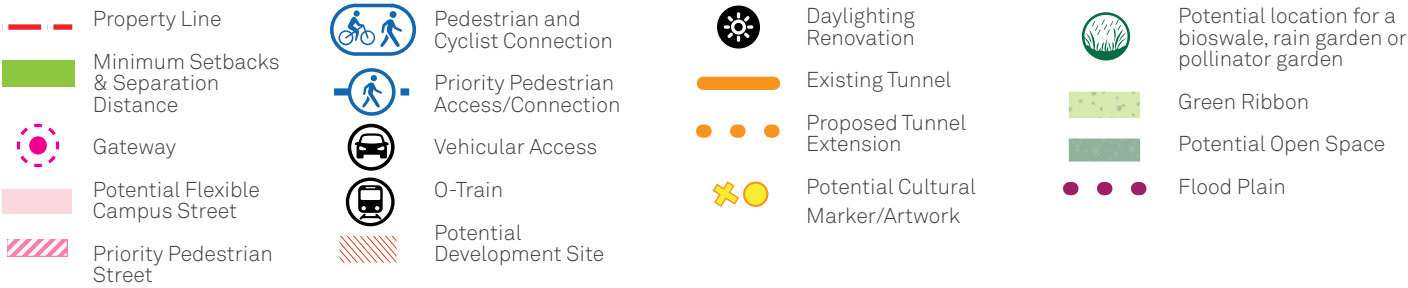 Property Line
Minimum Setbacks
& Separation
Distance
Gateway
Potential Flexible
Campus Street
Priority Pedestrian
Street
Pedestrian and
Cyclist Connection
Priority Pedestrian
Access/Connection
Vehicular Access
O-Train
Potential
Development Site
Daylighting
Renovation
Existing Tunnel
Proposed Tunnel
Extension
Potential Cultural
Marker/Artwork
Potential location for a
bioswale, rain garden or
pollinator garden
Green Ribbon
Potential Open Space
Flood Plain